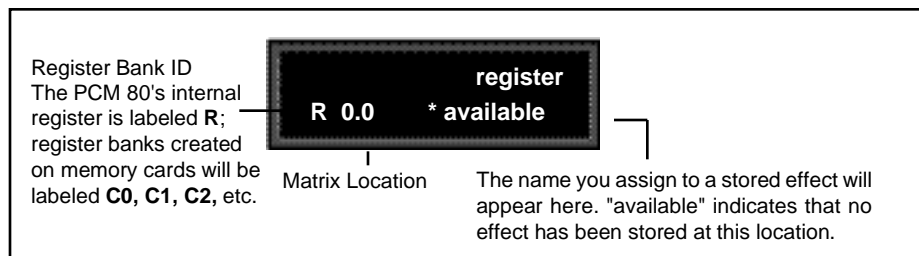 Register Bank ID
The PCM 80's internal
register is labeled R;
register banks created
on memory cards will be
labeled C0, C1, C2, etc.
register
R 0.0 * available
Matrix Location
The name you assign to a stored effect will
appear here. "available" indicates that no
effect has been stored at this location.